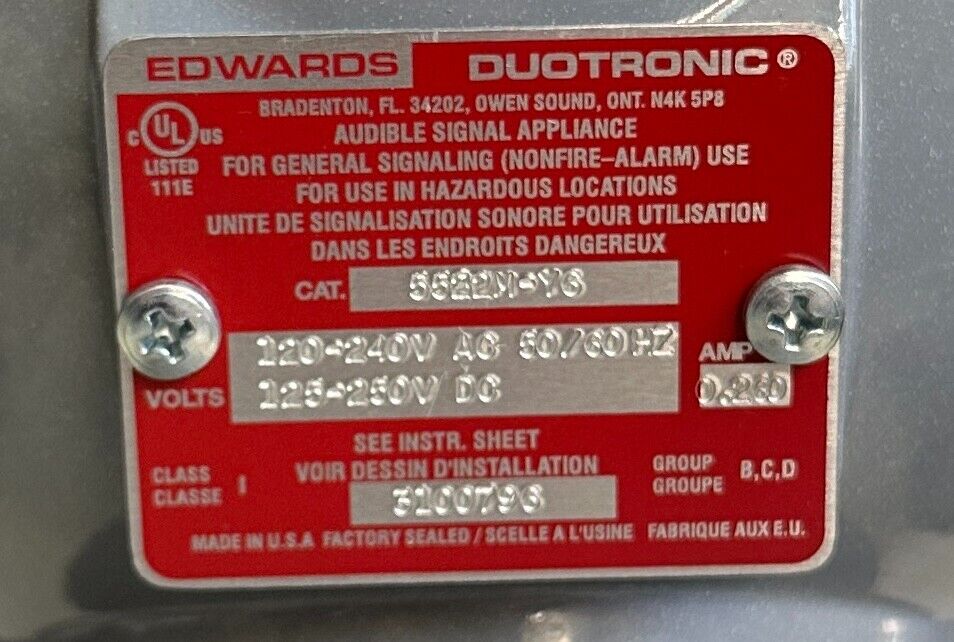 EDWARDS DUOTRONIC®
BRADENTON, FL. 34202, OWEN SOUND, ONT. N4K 5P8
C UL US
LISTED
111E
AUDIBLE SIGNAL APPLIANCE
FOR GENERAL SIGNALING (NONFIRE-ALARM) USE
FOR USE IN HAZARDOUS LOCATIONS
UNITE DE SIGNALISATION SONORE POUR UTILISATION
DANS LES ENDROITS DANGEREUX
CAT. 5522M-Y6
VOLTS 120-240V AC 50/60HZ
125-250V DC
AMP
0.260
SEE INSTR. SHEET
VOIR DESSIN D'INSTALLATION
3100796
CLASS
CLASSE I
GROUP
GROUPE B,C,D
MADE IN U.S.A FACTORY SEALED / SCELLE A L'USINE FABRIQUE AUX E.U.